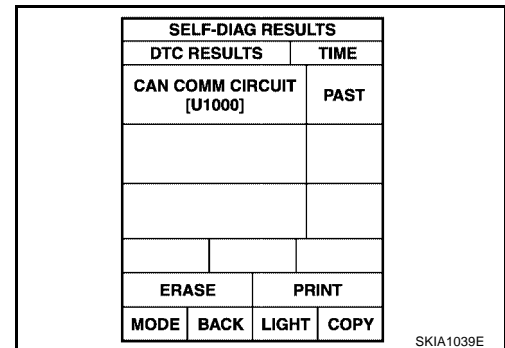 SELF-DIAG RESULTS
DTC RESULTS TIME
CAN COMM CIRCUIT
[U1000] PAST
ERASE PRINT
MODE BACK LIGHT COPY
SKIA1039E